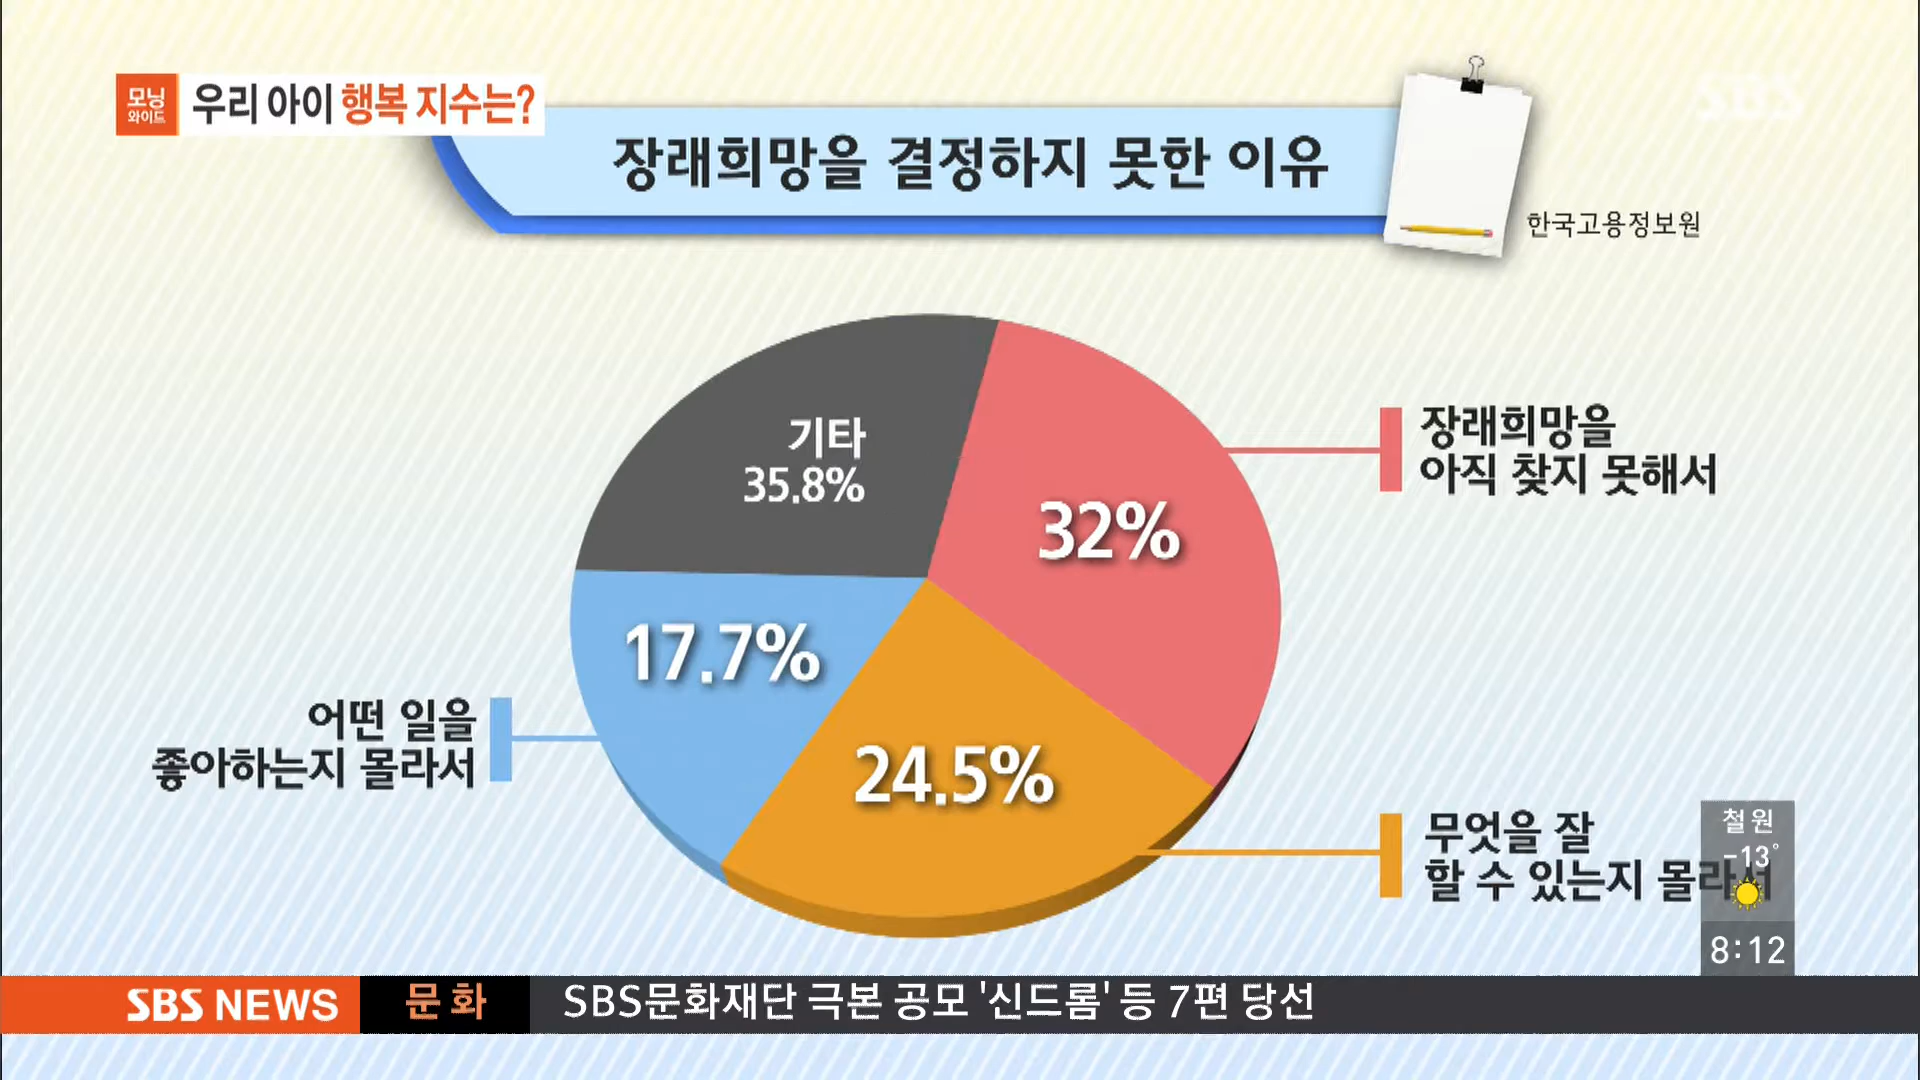 모닝
와이드
우리 아이 행복 지수는?
SBS
장래희망을 결정하지 못한 이유
한국고용정보원
기타
35.8%
장래희망을
아직 찾지 못해서
32%
17.7%
어떤 일을
좋아하는지 몰라서
24.5%
무엇을 잘
할 수 있는지 몰라서
철원
-13°
8:12
SBS NEWS
문화
SBS문화재단 극본 공모 '신드롬' 등 7편 당선